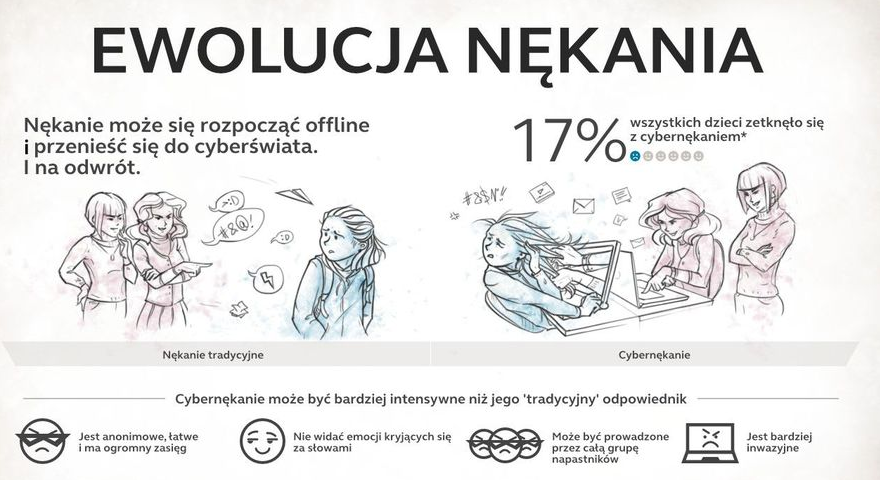 EWOLUCJA NĘKANIA
Nękanie może się rozpocząć offline
i przenieść się do cyberświata.
I na odwrót.
17%
wszystkich dzieci zetknęło się
z cybernękaniem*
:D
#&@!
:D
#&$N!!
Nękanie tradycyjne
Cybernękanie
Cybernękanie może być bardziej intensywne niż jego 'tradycyjny' odpowiednik
Jest anonimowe, łatwe
i ma ogromny zasięg
Nie widać emocji kryjących się
za słowami
Może być prowadzone
przez całą grupę
napastników
Jest bardziej
inwazyjne